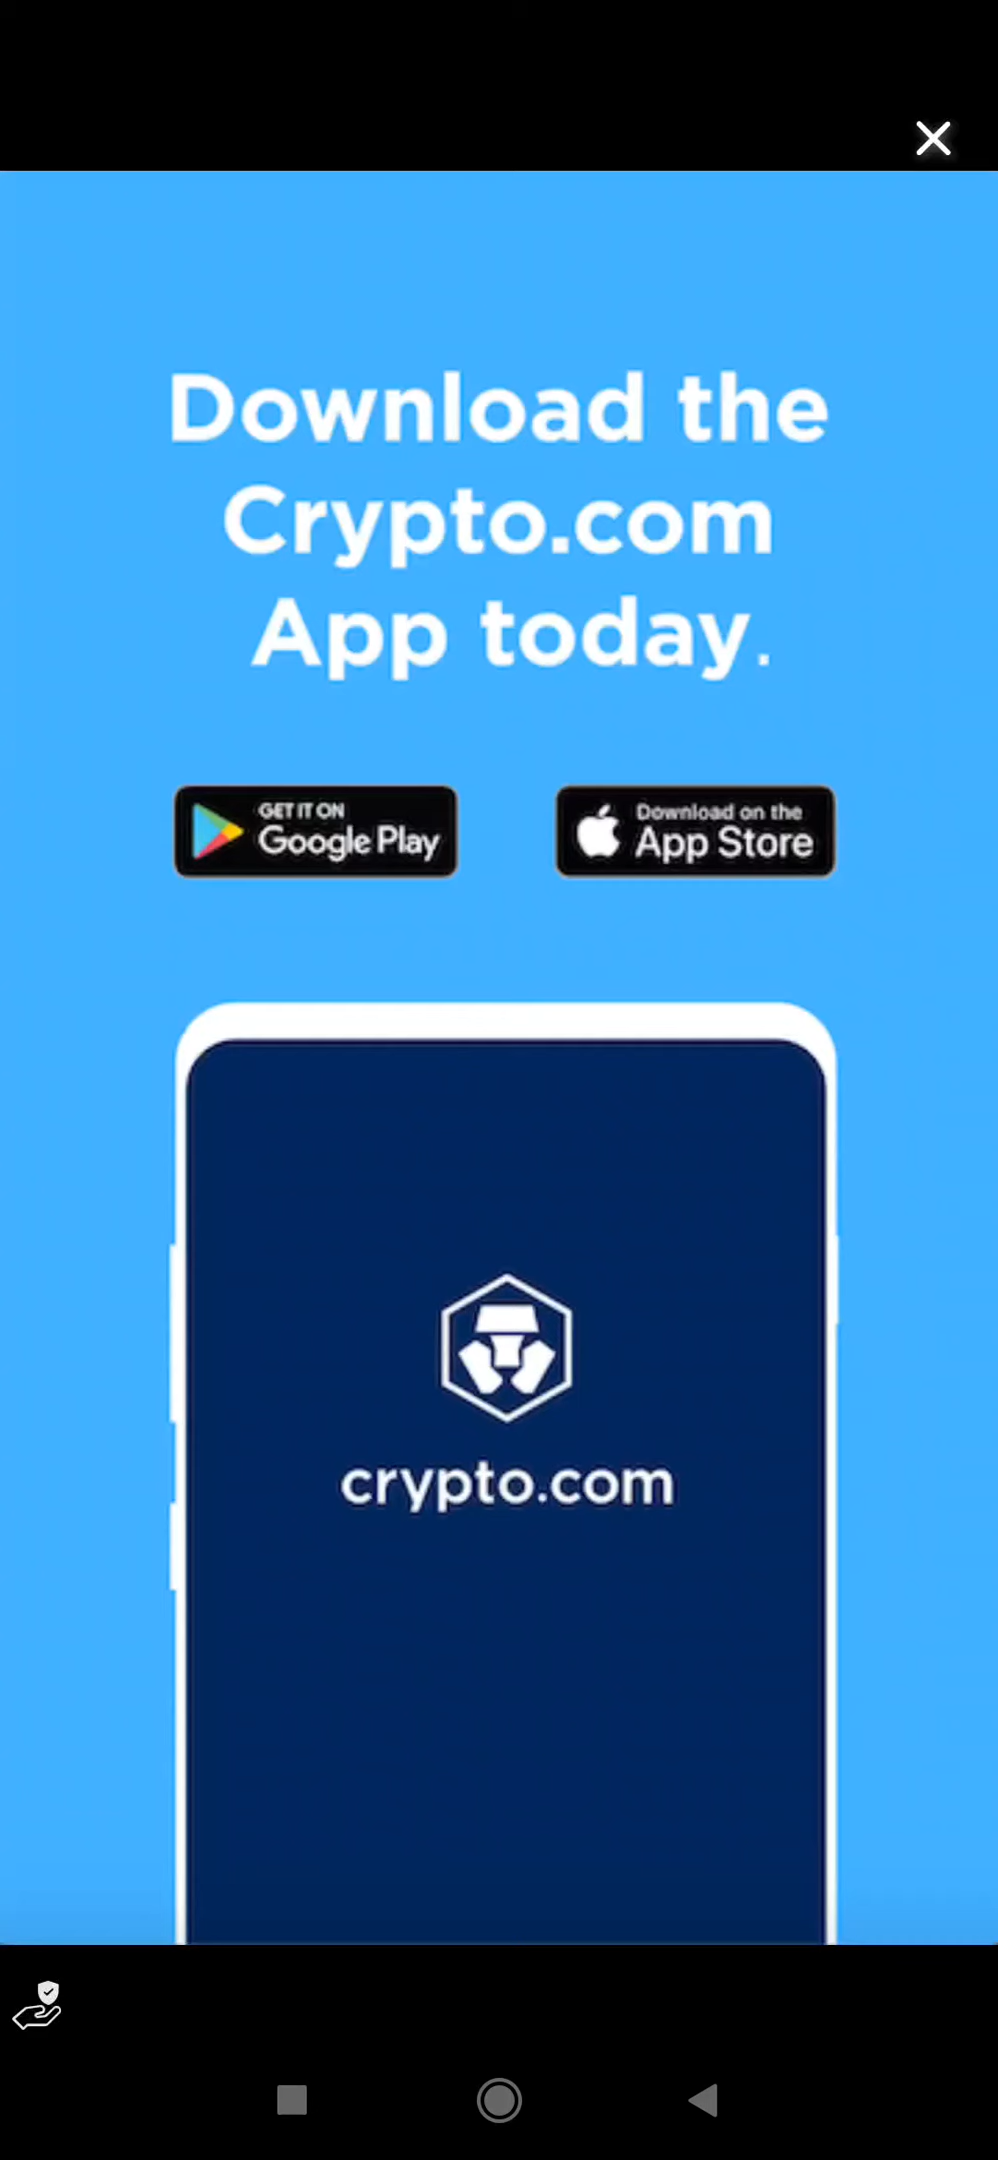 Download the
Crypto.com
App today.
GET IT ON
Google Play
Download on the
App Store
crypto.com